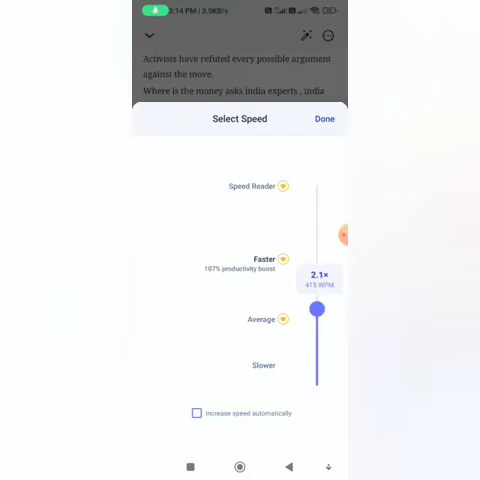 2:14 PM | 3.5KB/s
Activists have refuted every possible argument
against the move.
Where is the money asks india experts , india
Select Speed
Done
Speed Reader
Faster
107% productivity boost
2.1×
415 WPM
Average
Slower
Increase speed automatically